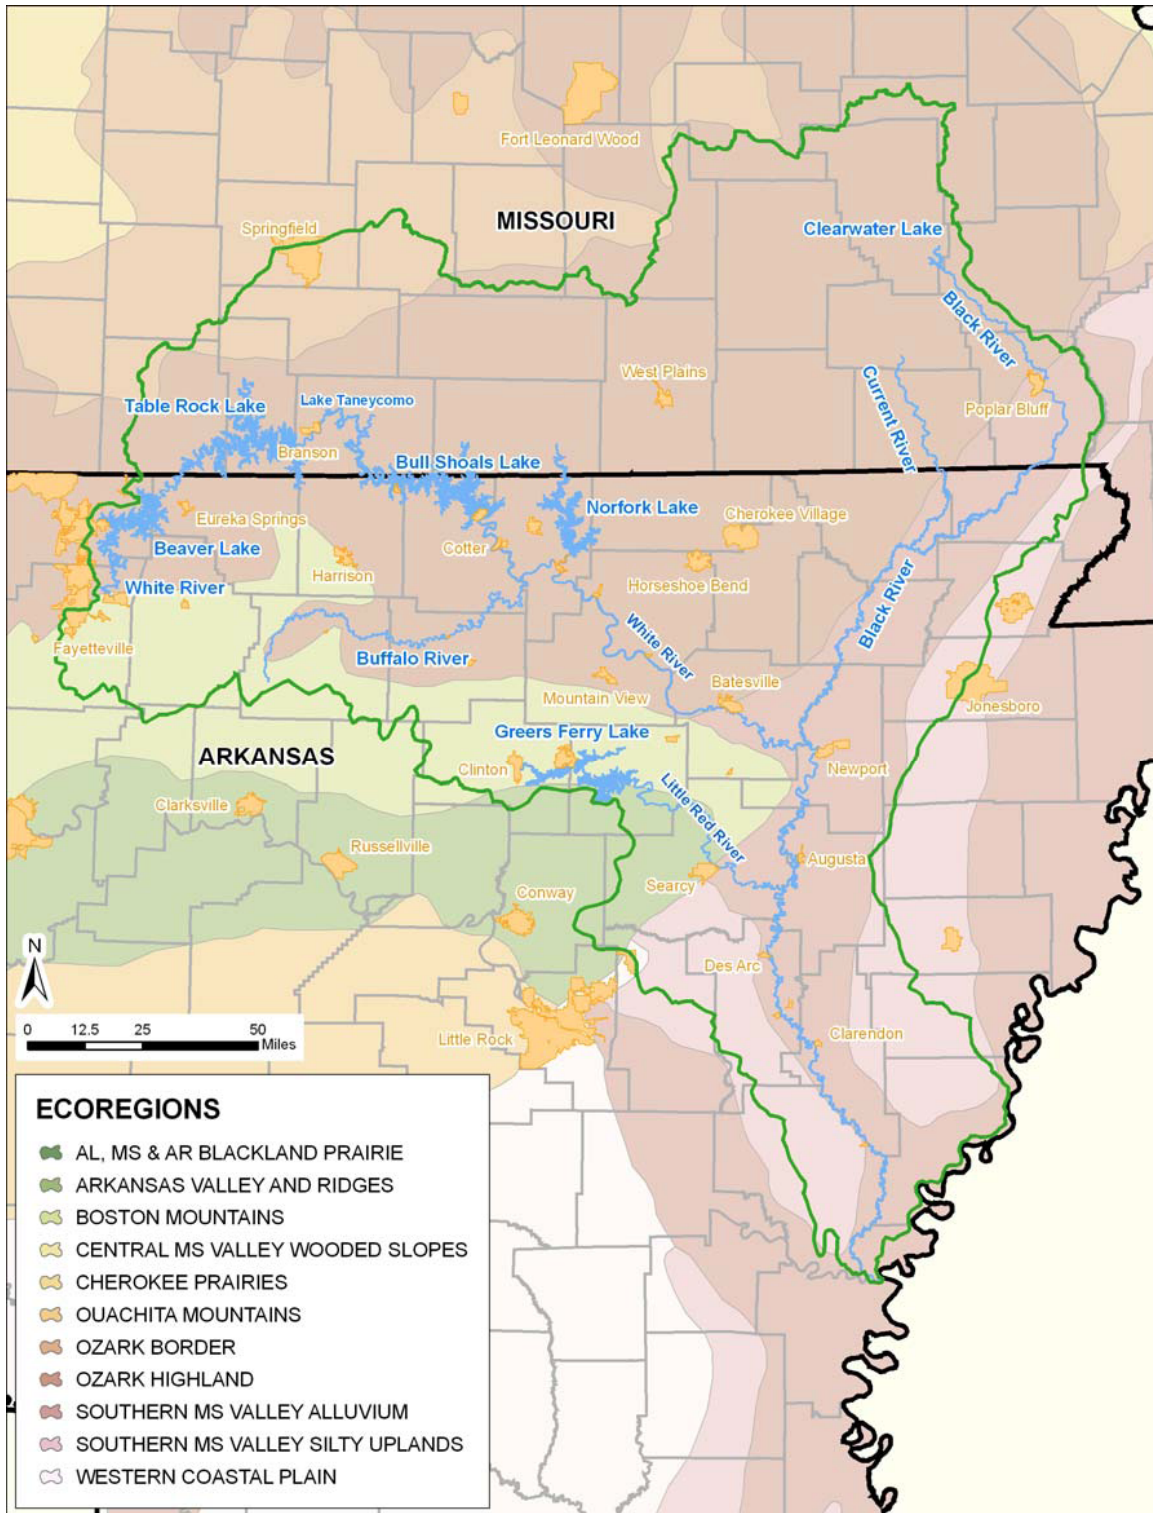 Fort Leonard Wood
MISSOURI
Springfield
Clearwater Lake
Black River
Current River
West Plains
Poplar Bluff
Table Rock Lake
Lake Taneycomo
Branson
Bull Shoals Lake
Norfork Lake
Eureka Springs
Cherokee Village
Beaver Lake
Cotter
Harrison
Horseshoe Bend
White River
Black River
Fayetteville
White River
Buffalo River
Mountain View
Batesville
Jonesboro
Greers Ferry Lake
ARKANSAS
Clinton
Newport
Little Red River
Clarksville
Russellville
Augusta
Searcy
Conway
N
Des Arc
0 12.5 25 50
Miles
Little Rock
Clarendon
ECOREGIONS
AL, MS & AR BLACKLAND PRAIRIE
ARKANSAS VALLEY AND RIDGES
BOSTON MOUNTAINS
CENTRAL MS VALLEY WOODED SLOPES
CHEROKEE PRAIRIES
OUACHITA MOUNTAINS
OZARK BORDER
OZARK HIGHLAND
SOUTHERN MS VALLEY ALLUVIUM
SOUTHERN MS VALLEY SILTY UPLANDS
WESTERN COASTAL PLAIN